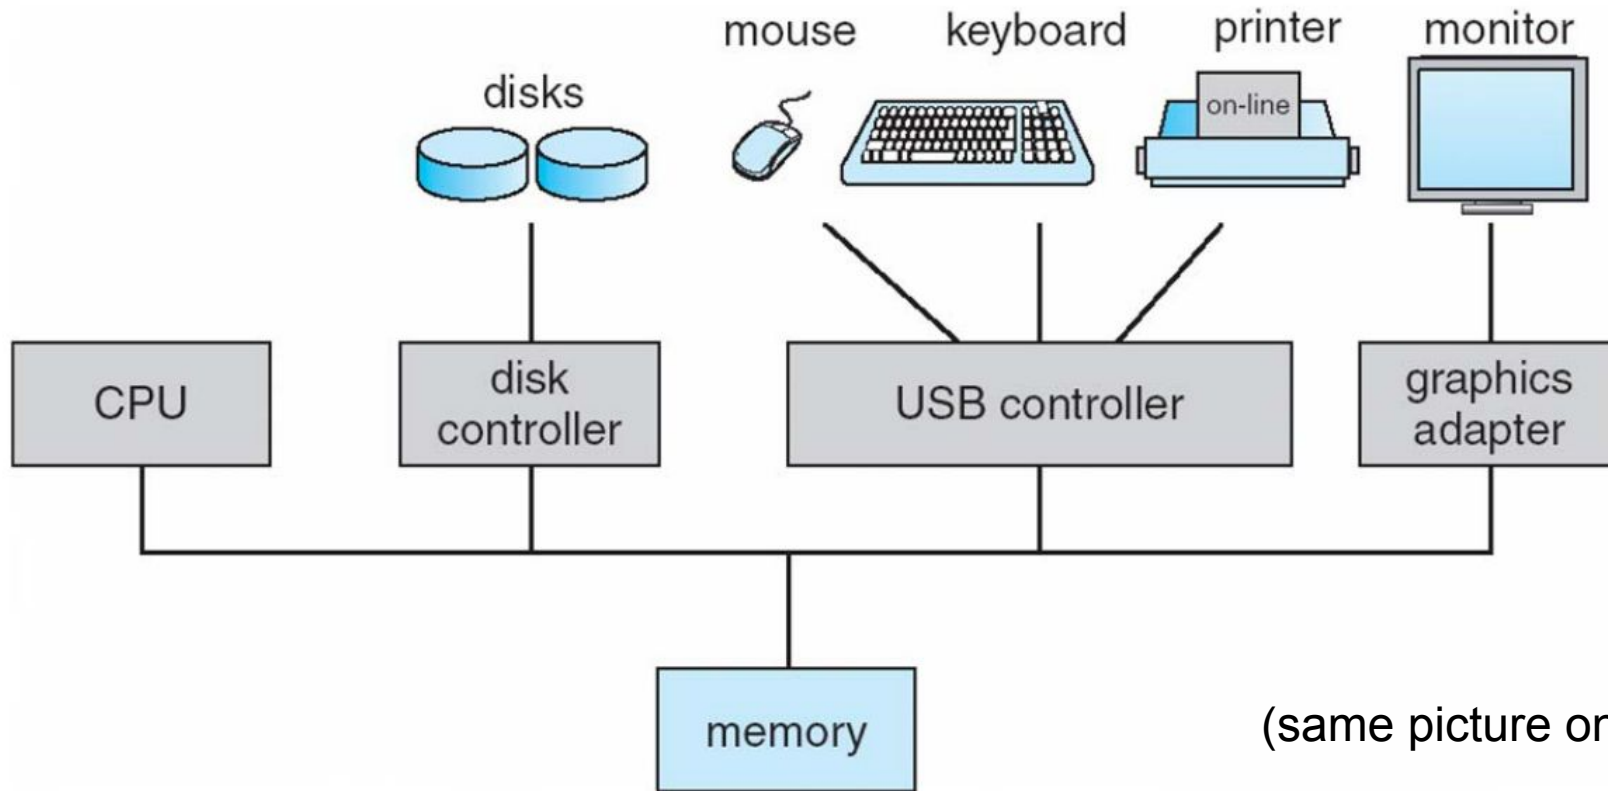 mouse
keyboard
printer
monitor
disks
on-line
CPU
disk
controller
USB controller
graphics
adapter
memory
(same picture on